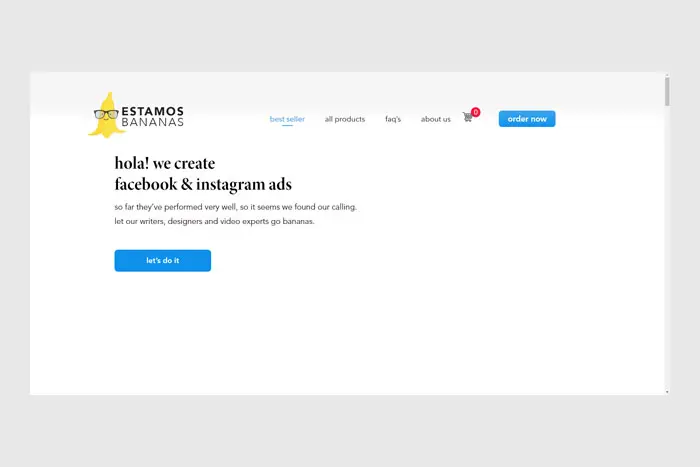 ESTAMOS
BANANAS
best seller
all products
faq's
about us
0
order now
hola! we create
facebook & instagram ads
so far they've performed very well, so it seems we found our calling.
let our writers, designers and video experts go bananas.
let's do it